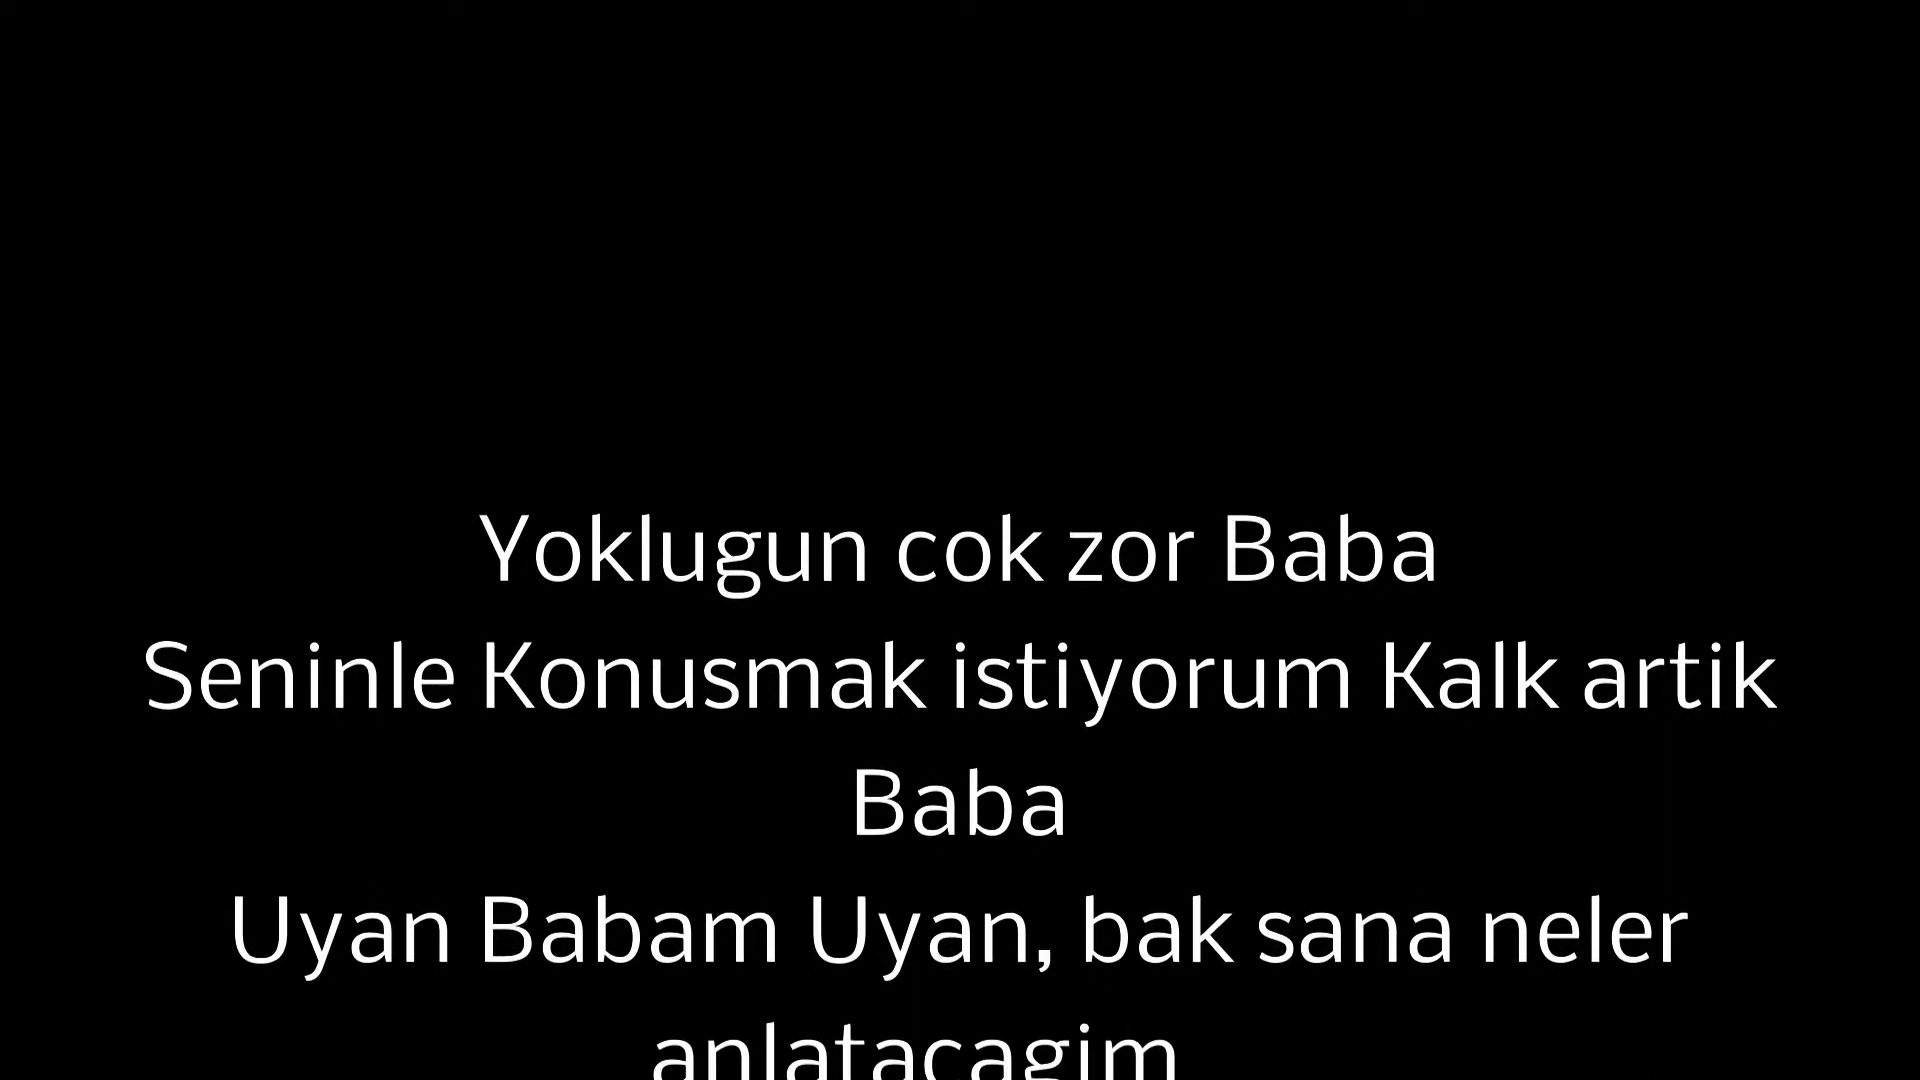 Yoklugun cok zor Baba
Seninle Konusmak istiyorum Kalk artik
Baba
Uyan Babam Uyan, bak sana neler
anlatacagim